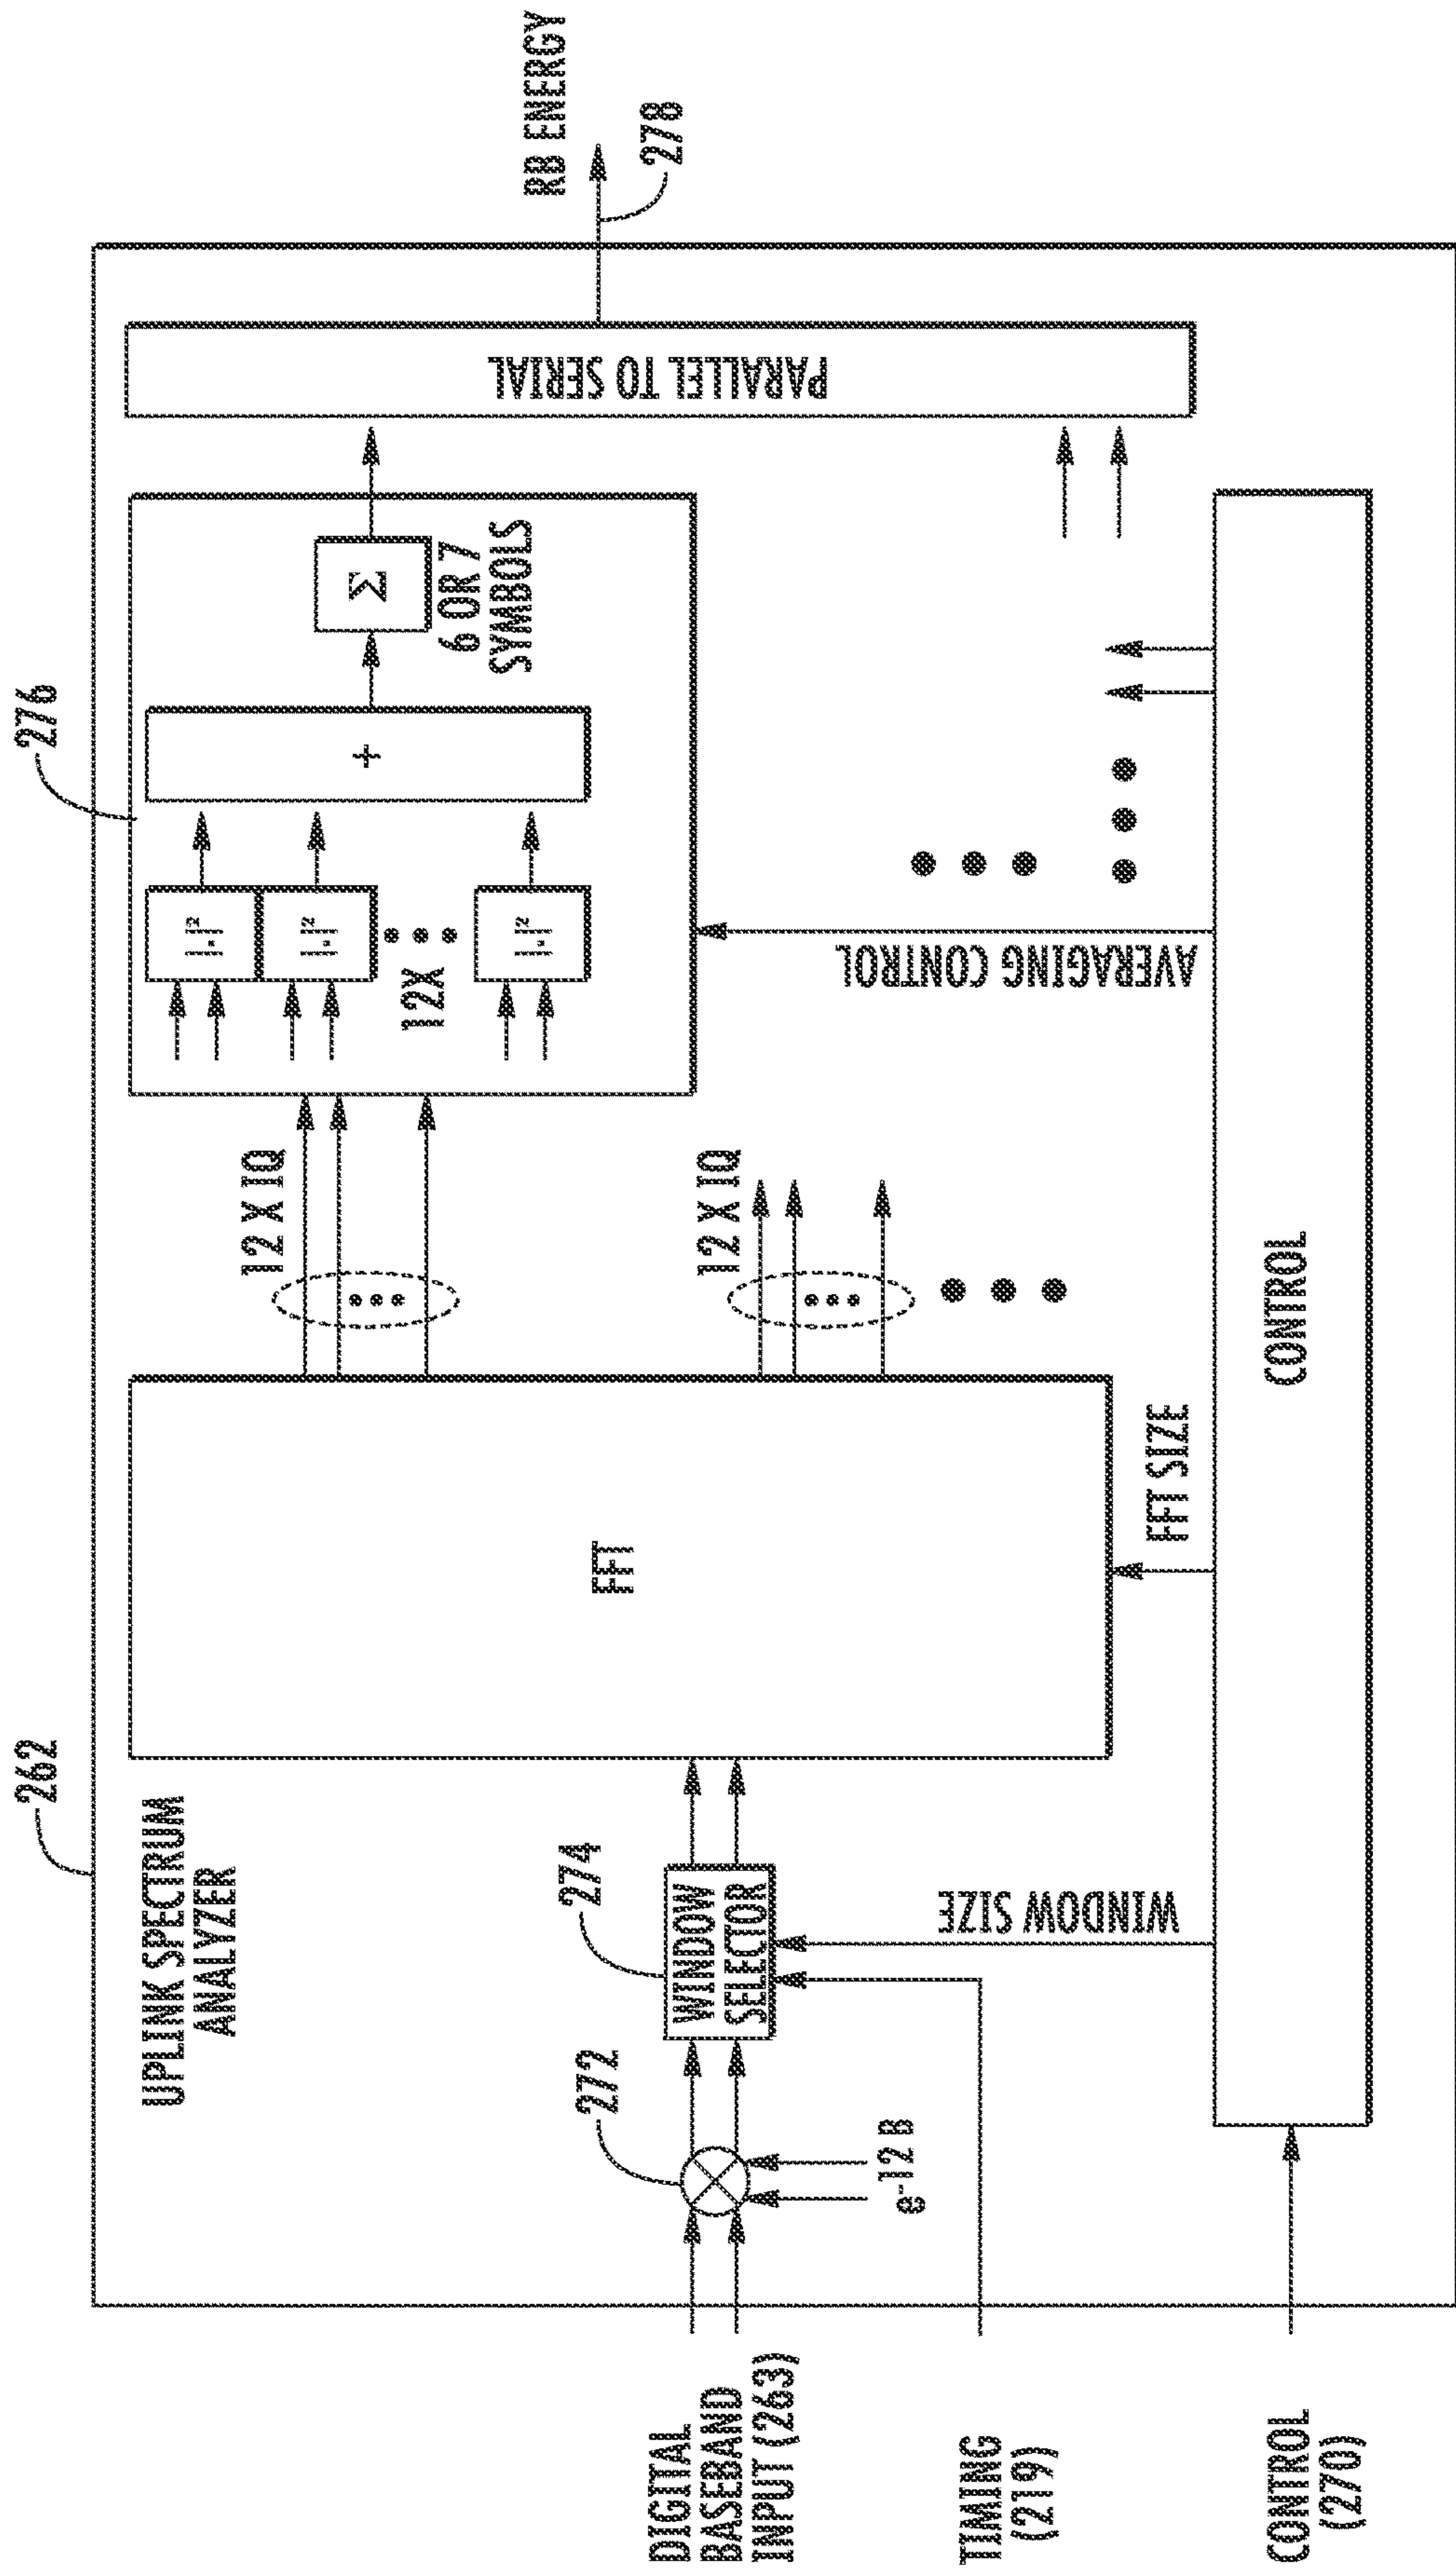 262
UPLINK SPECTRUM
ANALYZER
276
12 X IQ
12X
|.|²
|.|²
|.|²
+
Σ
6 OR 7
SYMBOLS
PARALLEL TO SERIAL
RB ENERGY
278
DIGITAL
BASEBAND
INPUT (263)
272
e-12 B
274
WINDOW
SELECTOR
FFT
12 X IQ
TIMING
(219)
WINDOW SIZE
FFT SIZE
AVERAGING CONTROL
CONTROL
(270)
CONTROL